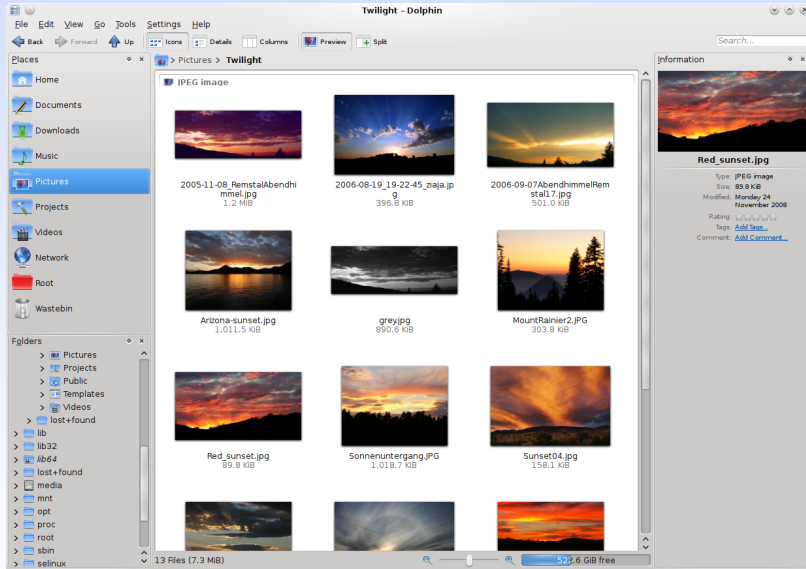 Twilight – Dolphin
File Edit View Go Tools Settings Help
Back Forward Up Icons Details Columns Preview Split Search...
Places
Home
Documents
Downloads
Music
Pictures
Projects
Videos
Network
Root
Wastebin
Folders
Pictures
Projects
Public
Templates
Videos
lost+found
lib
lib32
lib64
lost+found
media
mnt
opt
proc
root
sbin
selinux
> Pictures > Twilight
JPEG image
2005-11-08_RemstalAbendhi
mmel.jpg
1.2 MiB
2006-08-19_19-22-45_ziaja.jp
g
396.8 KiB
2006-09-07AbendhimmelRem
stal17.jpg
501.0 KiB
Arizona-sunset.jpg
1,011.5 KiB
grey.jpg
890.6 KiB
MountRainier2.JPG
303.8 KiB
Red_sunset.jpg
89.8 KiB
Sonnenuntergang.JPG
1,018.7 KiB
Sunset04.jpg
158.1 KiB
13 Files (7.3 MiB)
522.6 GiB free
Information
Red_sunset.jpg
Type: JPEG image
Size: 89.8 KiB
Modified: Monday 24
November 2008
Rating:
Tags: Add Tags...
Comment: Add Comment...